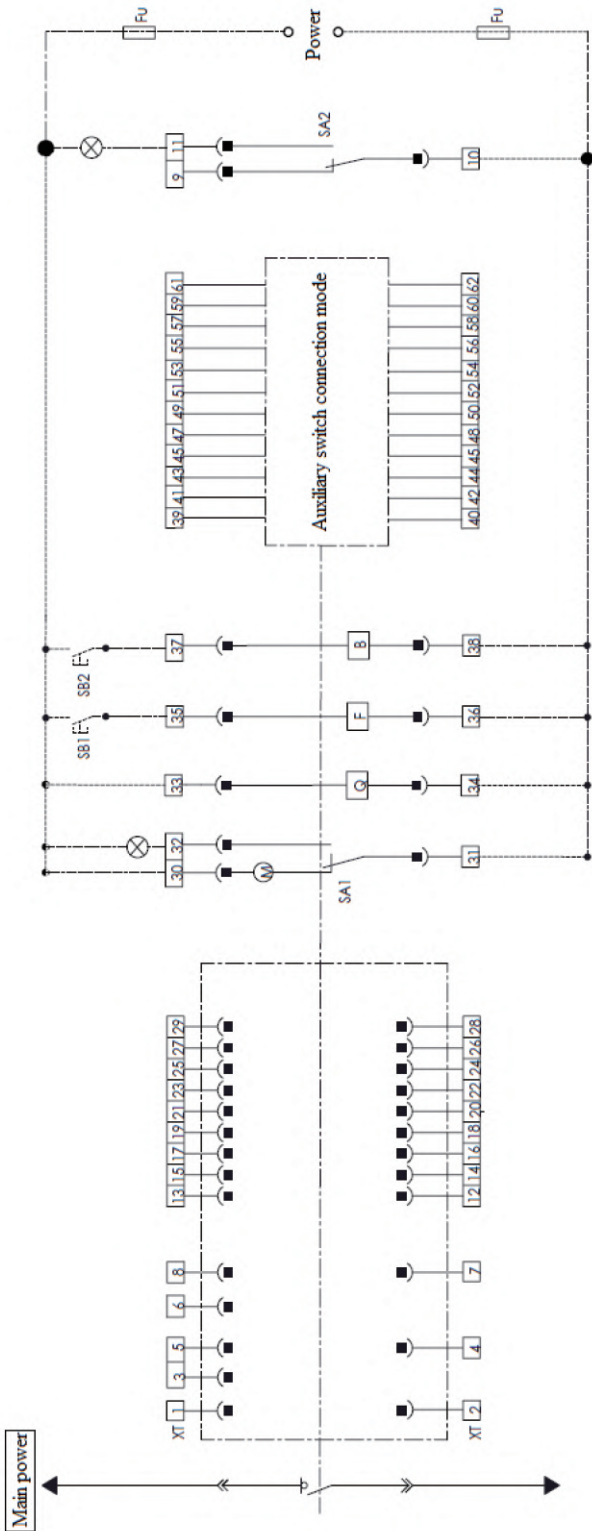 Main power
SB1 SB2
FU
XT 1 3 5 6 8 13 15 17 19 21 23 25 27 29 30 32 33 35 37 39 41 43 45 47 49 51 53 55 57 59 61 9 11
M
Power
SA1 SA2
Auxiliary switch connection mode
Q F B
XT 2 4 7 12 14 16 18 20 22 24 26 28 31 34 36 38 40 42 44 45 48 50 52 54 56 58 60 62 10
FU